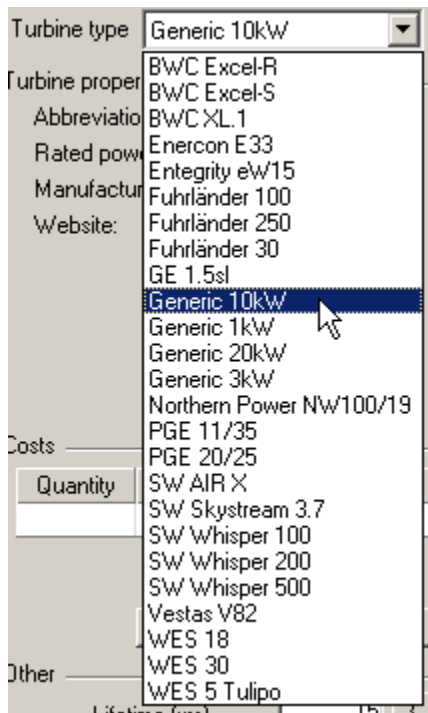 Turbine type Generic 10kW
BWC Excel-R
Turbine proper
BWC Excel-S
Abbreviatio
BWC XL.1
Enercon E33
Rated pow
Entegrity eW15
Manufactur
Fuhrländer 100
Website:
Fuhrländer 250
Fuhrländer 30
GE 1.5sl
Generic 10kW
Generic 1kW
Generic 20kW
Generic 3kW
Northern Power NW100/19
PGE 11/35
Costs
PGE 20/25
Quantity
SW AIR X
SW Skystream 3.7
SW Whisper 100
SW Whisper 200
SW Whisper 500
Vestas V82
WES 18
WES 30
Other
WES 5 Tulipo